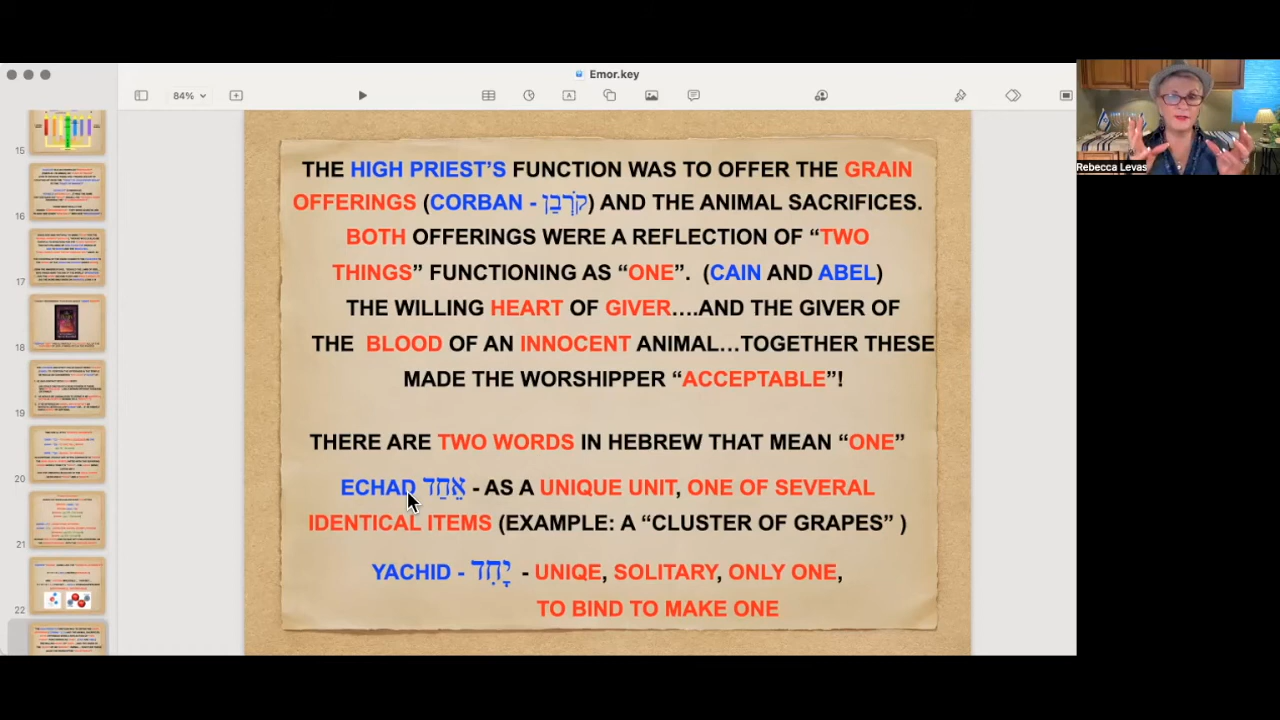 Emor.key
84%
Rebecca Levas
THE HIGH PRIEST'S FUNCTION WAS TO OFFER THE GRAIN
OFFERINGS (CORBAN - קֹרְבַן) AND THE ANIMAL SACRIFICES.
BOTH OFFERINGS WERE A REFLECTION OF “TWO
THINGS” FUNCTIONING AS “ONE”. (CAIN AND ABEL)
THE WILLING HEART OF GIVER....AND THE GIVER OF
THE BLOOD OF AN INNOCENT ANIMAL...TOGETHER THESE
MADE THE WORSHIPPER “ACCEPTABLE”!
THERE ARE TWO WORDS IN HEBREW THAT MEAN “ONE”
ECHAD אֵחַד - AS A UNIQUE UNIT, ONE OF SEVERAL
IDENTICAL ITEMS (EXAMPLE: A “CLUSTER OF GRAPES” )
YACHID - יָחִד - UNIQE, SOLITARY, ONLY ONE,
TO BIND TO MAKE ONE
15
16
17
18
19
20
21
22